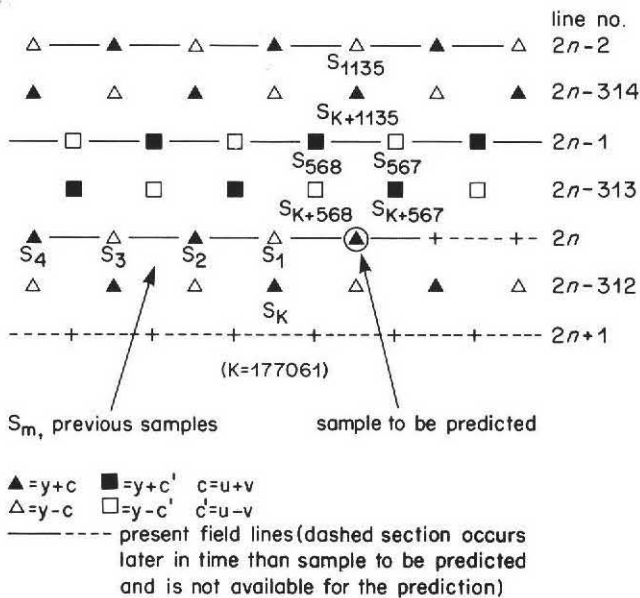 line no.
2n-2
S1135
2n-314
SK+1135
2n-1
S568 S567
2n-313
SK+568 SK+567
2n
S4 S3 S2 S1
2n-312
SK
2n+1
(K=177061)
Sm, previous samples
sample to be predicted
▲=y+c ■=y+c' c=u+v
△=y-c □=y-c' c'=u-v
present field lines (dashed section occurs
later in time than sample to be predicted
and is not available for the prediction)